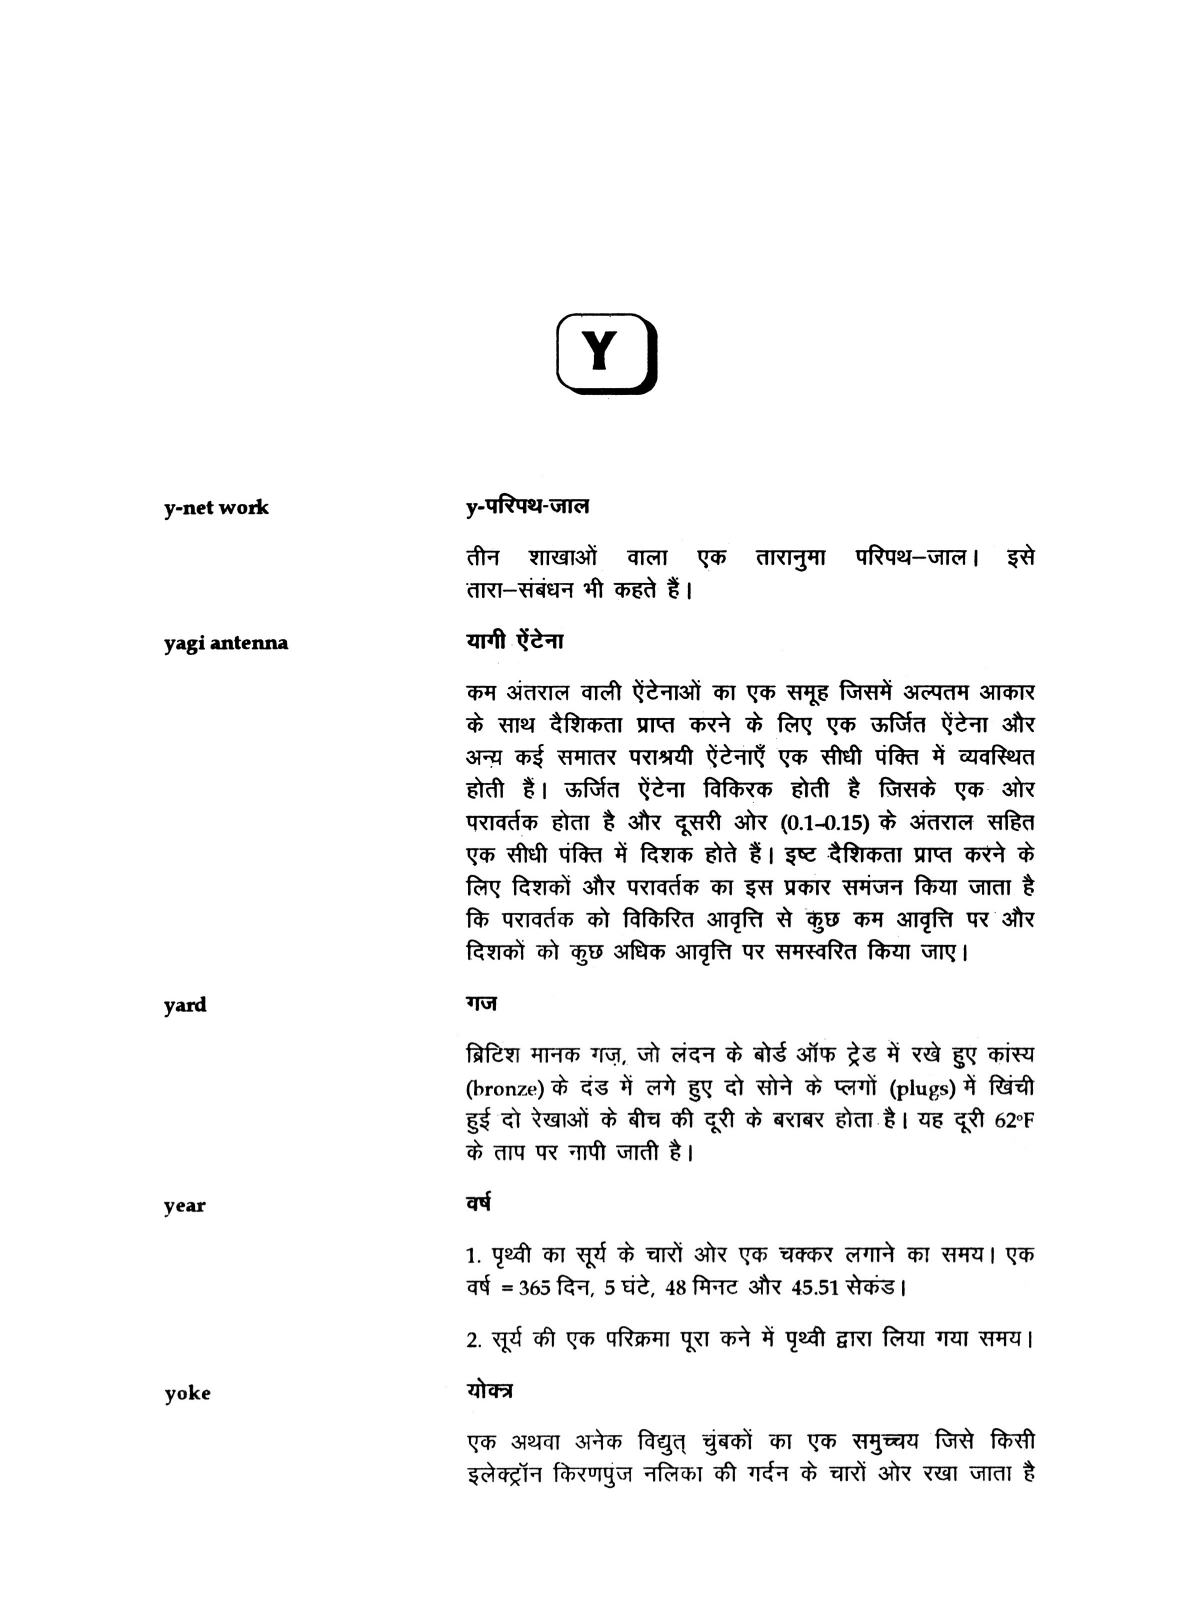 Y
y-net work y-परिपथ-जाल
तीन शाखाओं वाला एक तारानुमा परिपथ–जाल। इसे
तारा–संबंधन भी कहते हैं।
yagi antenna यागी ऐंटेना
कम अंतराल वाली ऐंटेनाओं का एक समूह जिसमें अल्पतम आकार
के साथ दैशिकता प्राप्त करने के लिए एक ऊर्जित ऐंटेना और
अन्य कई समातर पराश्रयी ऐंटेनाएँ एक सीधी पंक्ति में व्यवस्थित
होती हैं। ऊर्जित ऐंटेना विकिरक होती है जिसके एक ओर
परावर्तक होता है और दूसरी ओर (0.1–0.15) के अंतराल सहित
एक सीधी पंक्ति में दिशक होते हैं। इष्ट दैशिकता प्राप्त करने के
लिए दिशकों और परावर्तक का इस प्रकार समंजन किया जाता है
कि परावर्तक को विकिरित आवृत्ति से कुछ कम आवृत्ति पर और
दिशकों को कुछ अधिक आवृत्ति पर समस्वरित किया जाए।
yard गज
ब्रिटिश मानक गज़, जो लंदन के बोर्ड ऑफ ट्रेड में रखे हुए कांस्य
(bronze) के दंड में लगे हुए दो सोने के प्लगों (plugs) में खिंची
हुई दो रेखाओं के बीच की दूरी के बराबर होता है। यह दूरी 62°F
के ताप पर नापी जाती है।
year वर्ष
1. पृथ्वी का सूर्य के चारों ओर एक चक्कर लगाने का समय। एक
वर्ष = 365 दिन, 5 घंटे, 48 मिनट और 45.51 सेकंड।
2. सूर्य की एक परिक्रमा पूरा कने में पृथ्वी द्वारा लिया गया समय।
yoke योक्त्र
एक अथवा अनेक विद्युत् चुंबकों का एक समुच्चय जिसे किसी
इलेक्ट्रॉन किरणपुंज नलिका की गर्दन के चारों ओर रखा जाता है